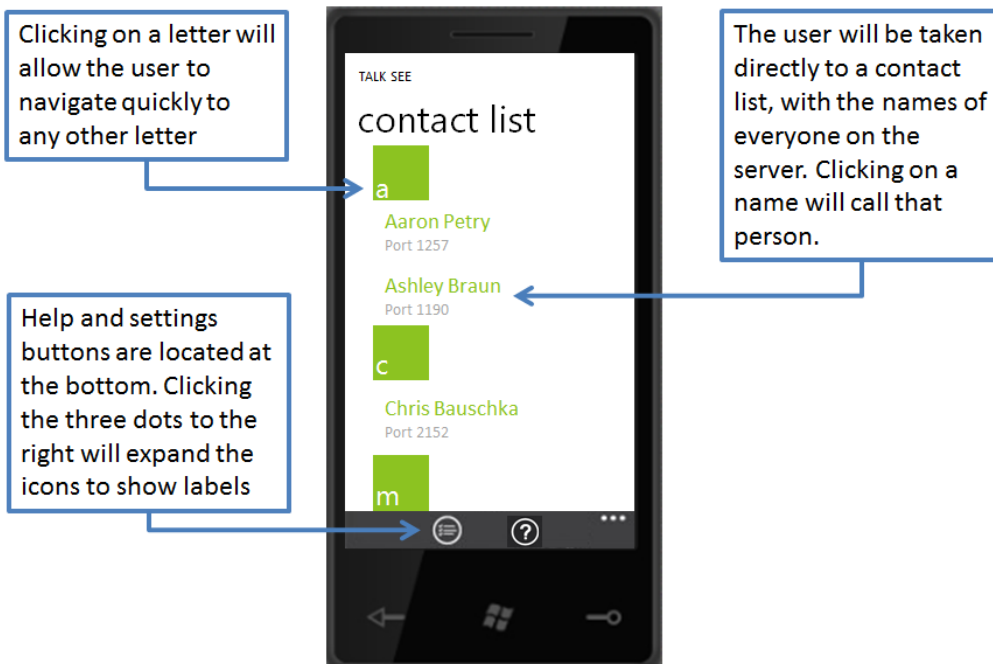 Clicking on a letter will
allow the user to
navigate quickly to
any other letter
Help and settings
buttons are located at
the bottom. Clicking
the three dots to the
right will expand the
icons to show labels
TALK SEE
contact list
a
Aaron Petry
Port 1257
Ashley Braun
Port 1190
c
Chris Bauschka
Port 2152
m
?
The user will be taken
directly to a contact
list, with the names of
everyone on the
server. Clicking on a
name will call that
person.